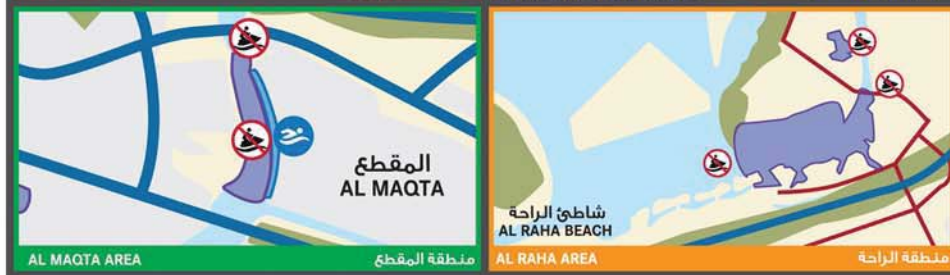 المقطع
AL MAQTA
AL MAQTA AREA
منطقة المقطع
شاطئ الراحة
AL RAHA BEACH
AL RAHA AREA
منطقة الراحة